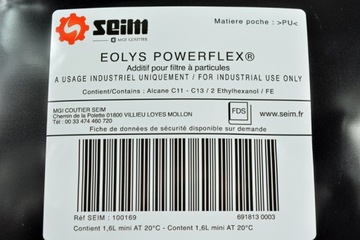 SEIM
MGI COUTIER
Matiere poche : >PU<
EOLYS POWERFLEX®
Additif pour filtre à particules
A USAGE INDUSTRIEL UNIQUEMENT / FOR INDUSTRIAL USE ONLY
Contient/Contains : Alcane C11 - C13 / 2 Ethylhexanol / FE
MGI COUTIER SEIM
Chemin de la Polette 01800 VILLIEU LOYES MOLLON
Tél : 00 33 474 460 720
FDS
www.seim.fr
Fiche de données de sécurité disponible sur demande
Réf SEIM : 100169
691813 0003
Content 1,6L mini AT 20°C - Content 1,6L mini AT 20°C